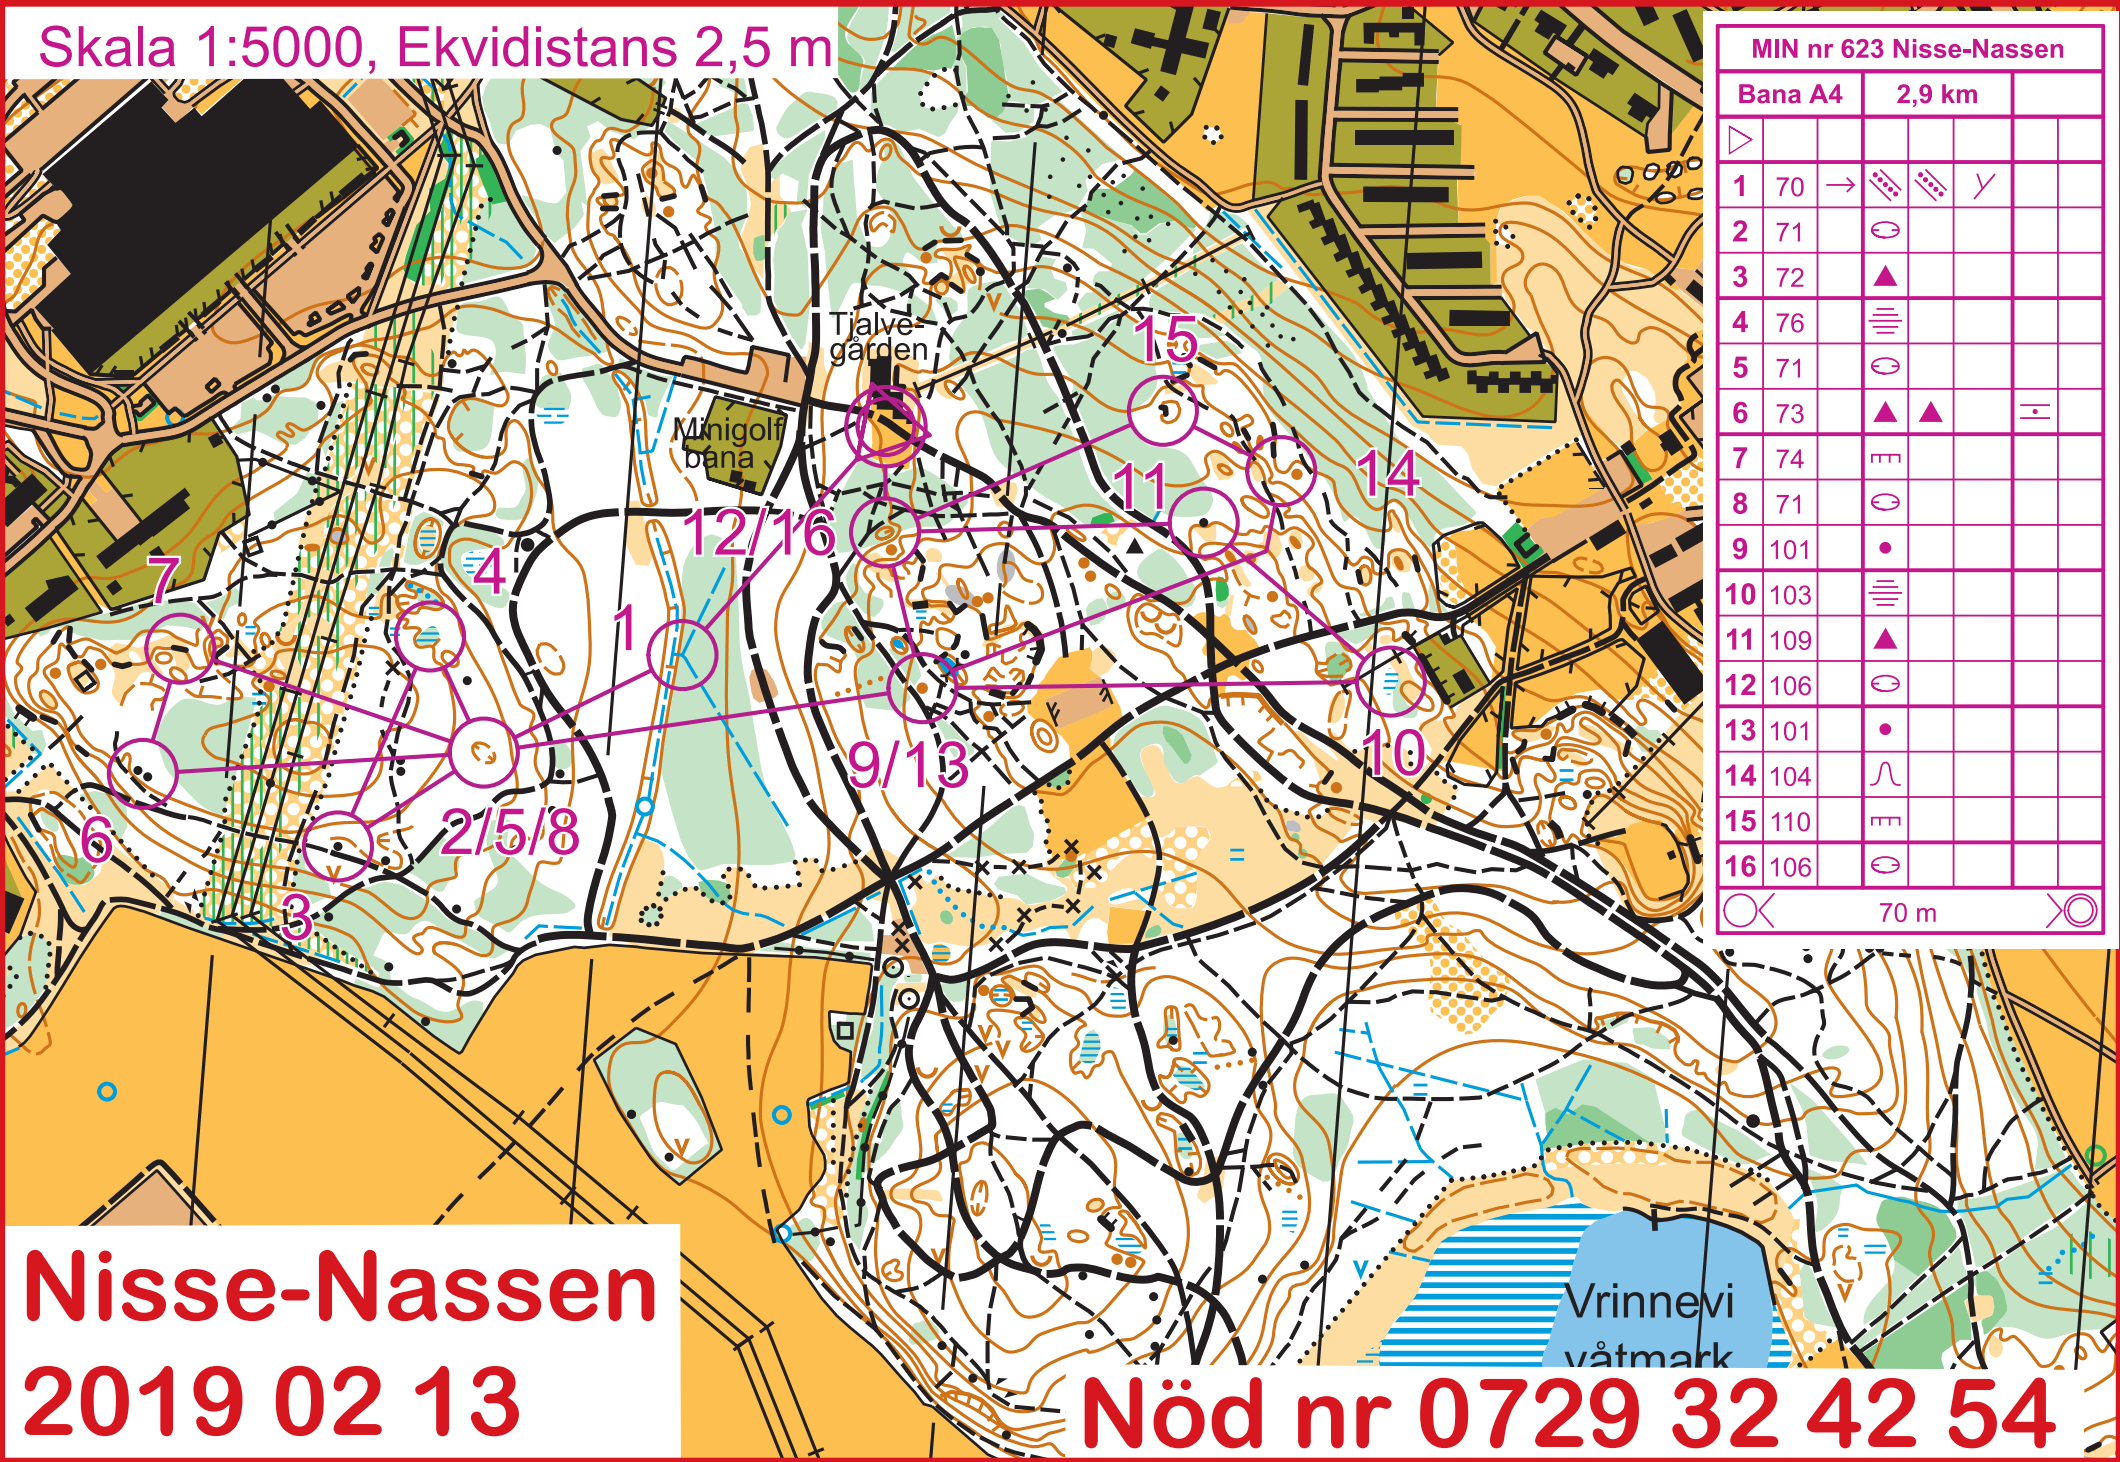 Skala 1:5000, Ekvidistans 2,5 m
MIN nr 623 Nisse-Nassen
Bana A4 2,9 km
1 70
2 71
3 72
4 76
5 71
6 73
7 74
8 71
9 101
10 103
11 109
12 106
13 101
14 104
15 110
16 106
70 m
Tjalve-
gården
15
Minigolf
bana
14
11
12/16
7
4
1
10
9/13
2/5/8
6
3
Vrinnevi
våtmark
Nisse-Nassen
2019 02 13
Nöd nr 0729 32 42 54